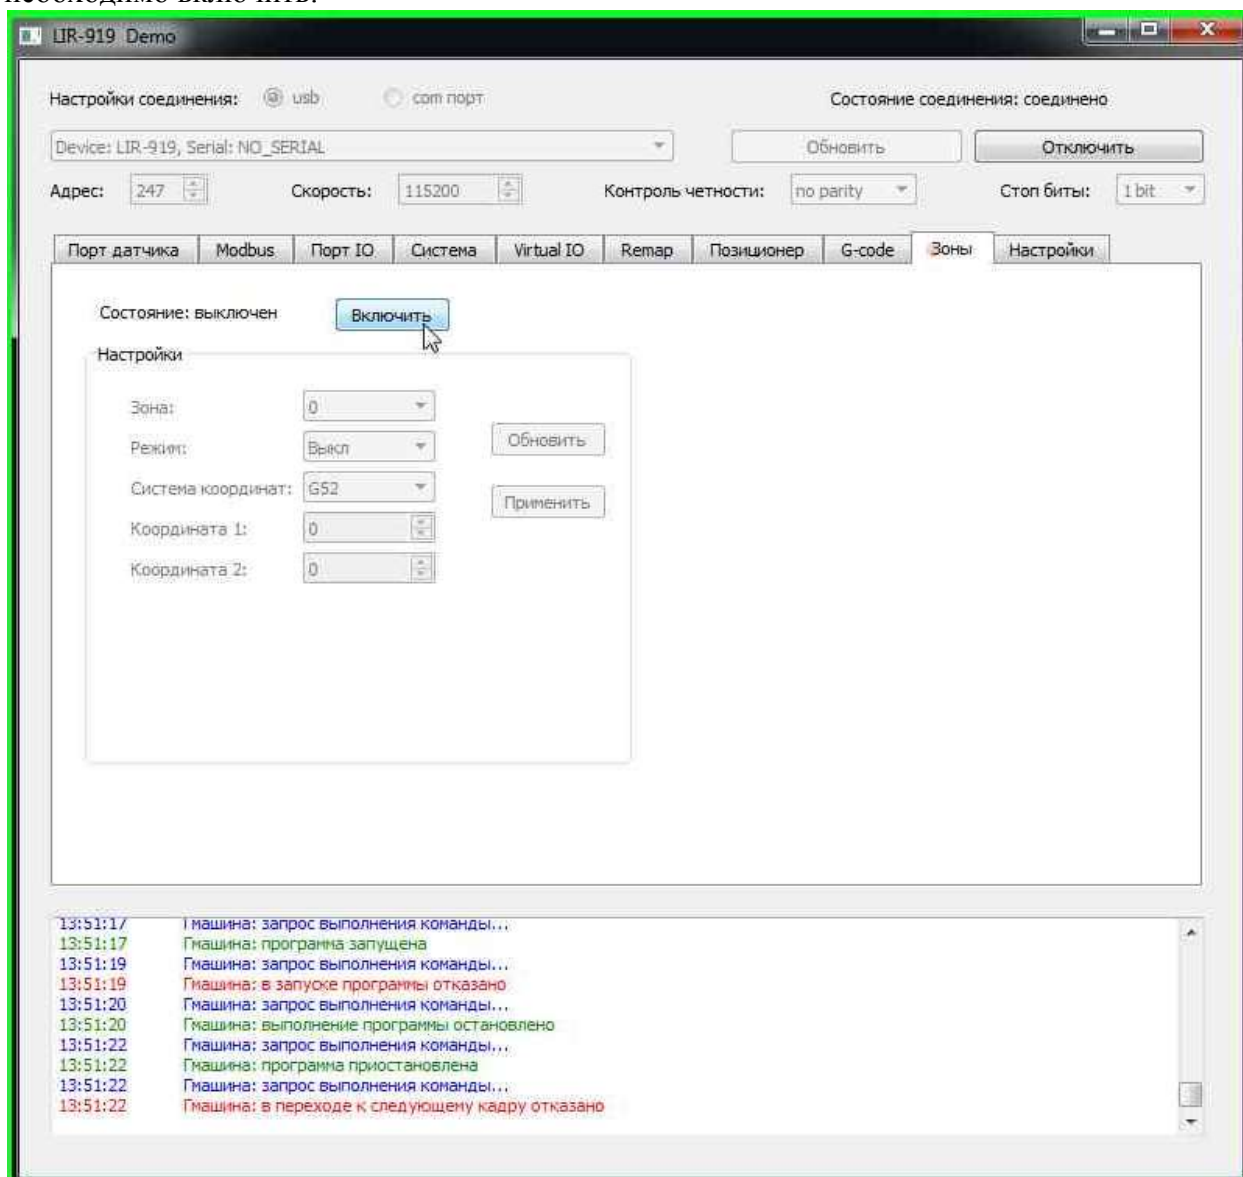 необходимо включить.
LIR-919 Demo
Настройки соединения: usb com порт Состояние соединения: соединено
Device: LIR-919, Serial: NO_SERIAL Обновить Отключить
Адрес: 247 Скорость: 115200 Контроль четности: no parity Стоп биты: 1 bit
Порт датчика Modbus Порт IO Система Virtual IO Remap Позиционер G-code Зоны Настройки
Состояние: выключен Включить
Настройки
Зона: 0
Режим: Выкл Обновить
Система координат: G52 Применить
Координата 1: 0
Координата 2: 0
13:51:17 Гмашина: запрос выполнения команды...
13:51:17 Гмашина: программа запущена
13:51:19 Гмашина: запрос выполнения команды...
13:51:19 Гмашина: в запуске программы отказано
13:51:20 Гмашина: запрос выполнения команды...
13:51:20 Гмашина: выполнение программы остановлено
13:51:22 Гмашина: запрос выполнения команды...
13:51:22 Гмашина: программа приостановлена
13:51:22 Гмашина: запрос выполнения команды...
13:51:22 Гмашина: в переходе к следующему кадру отказано